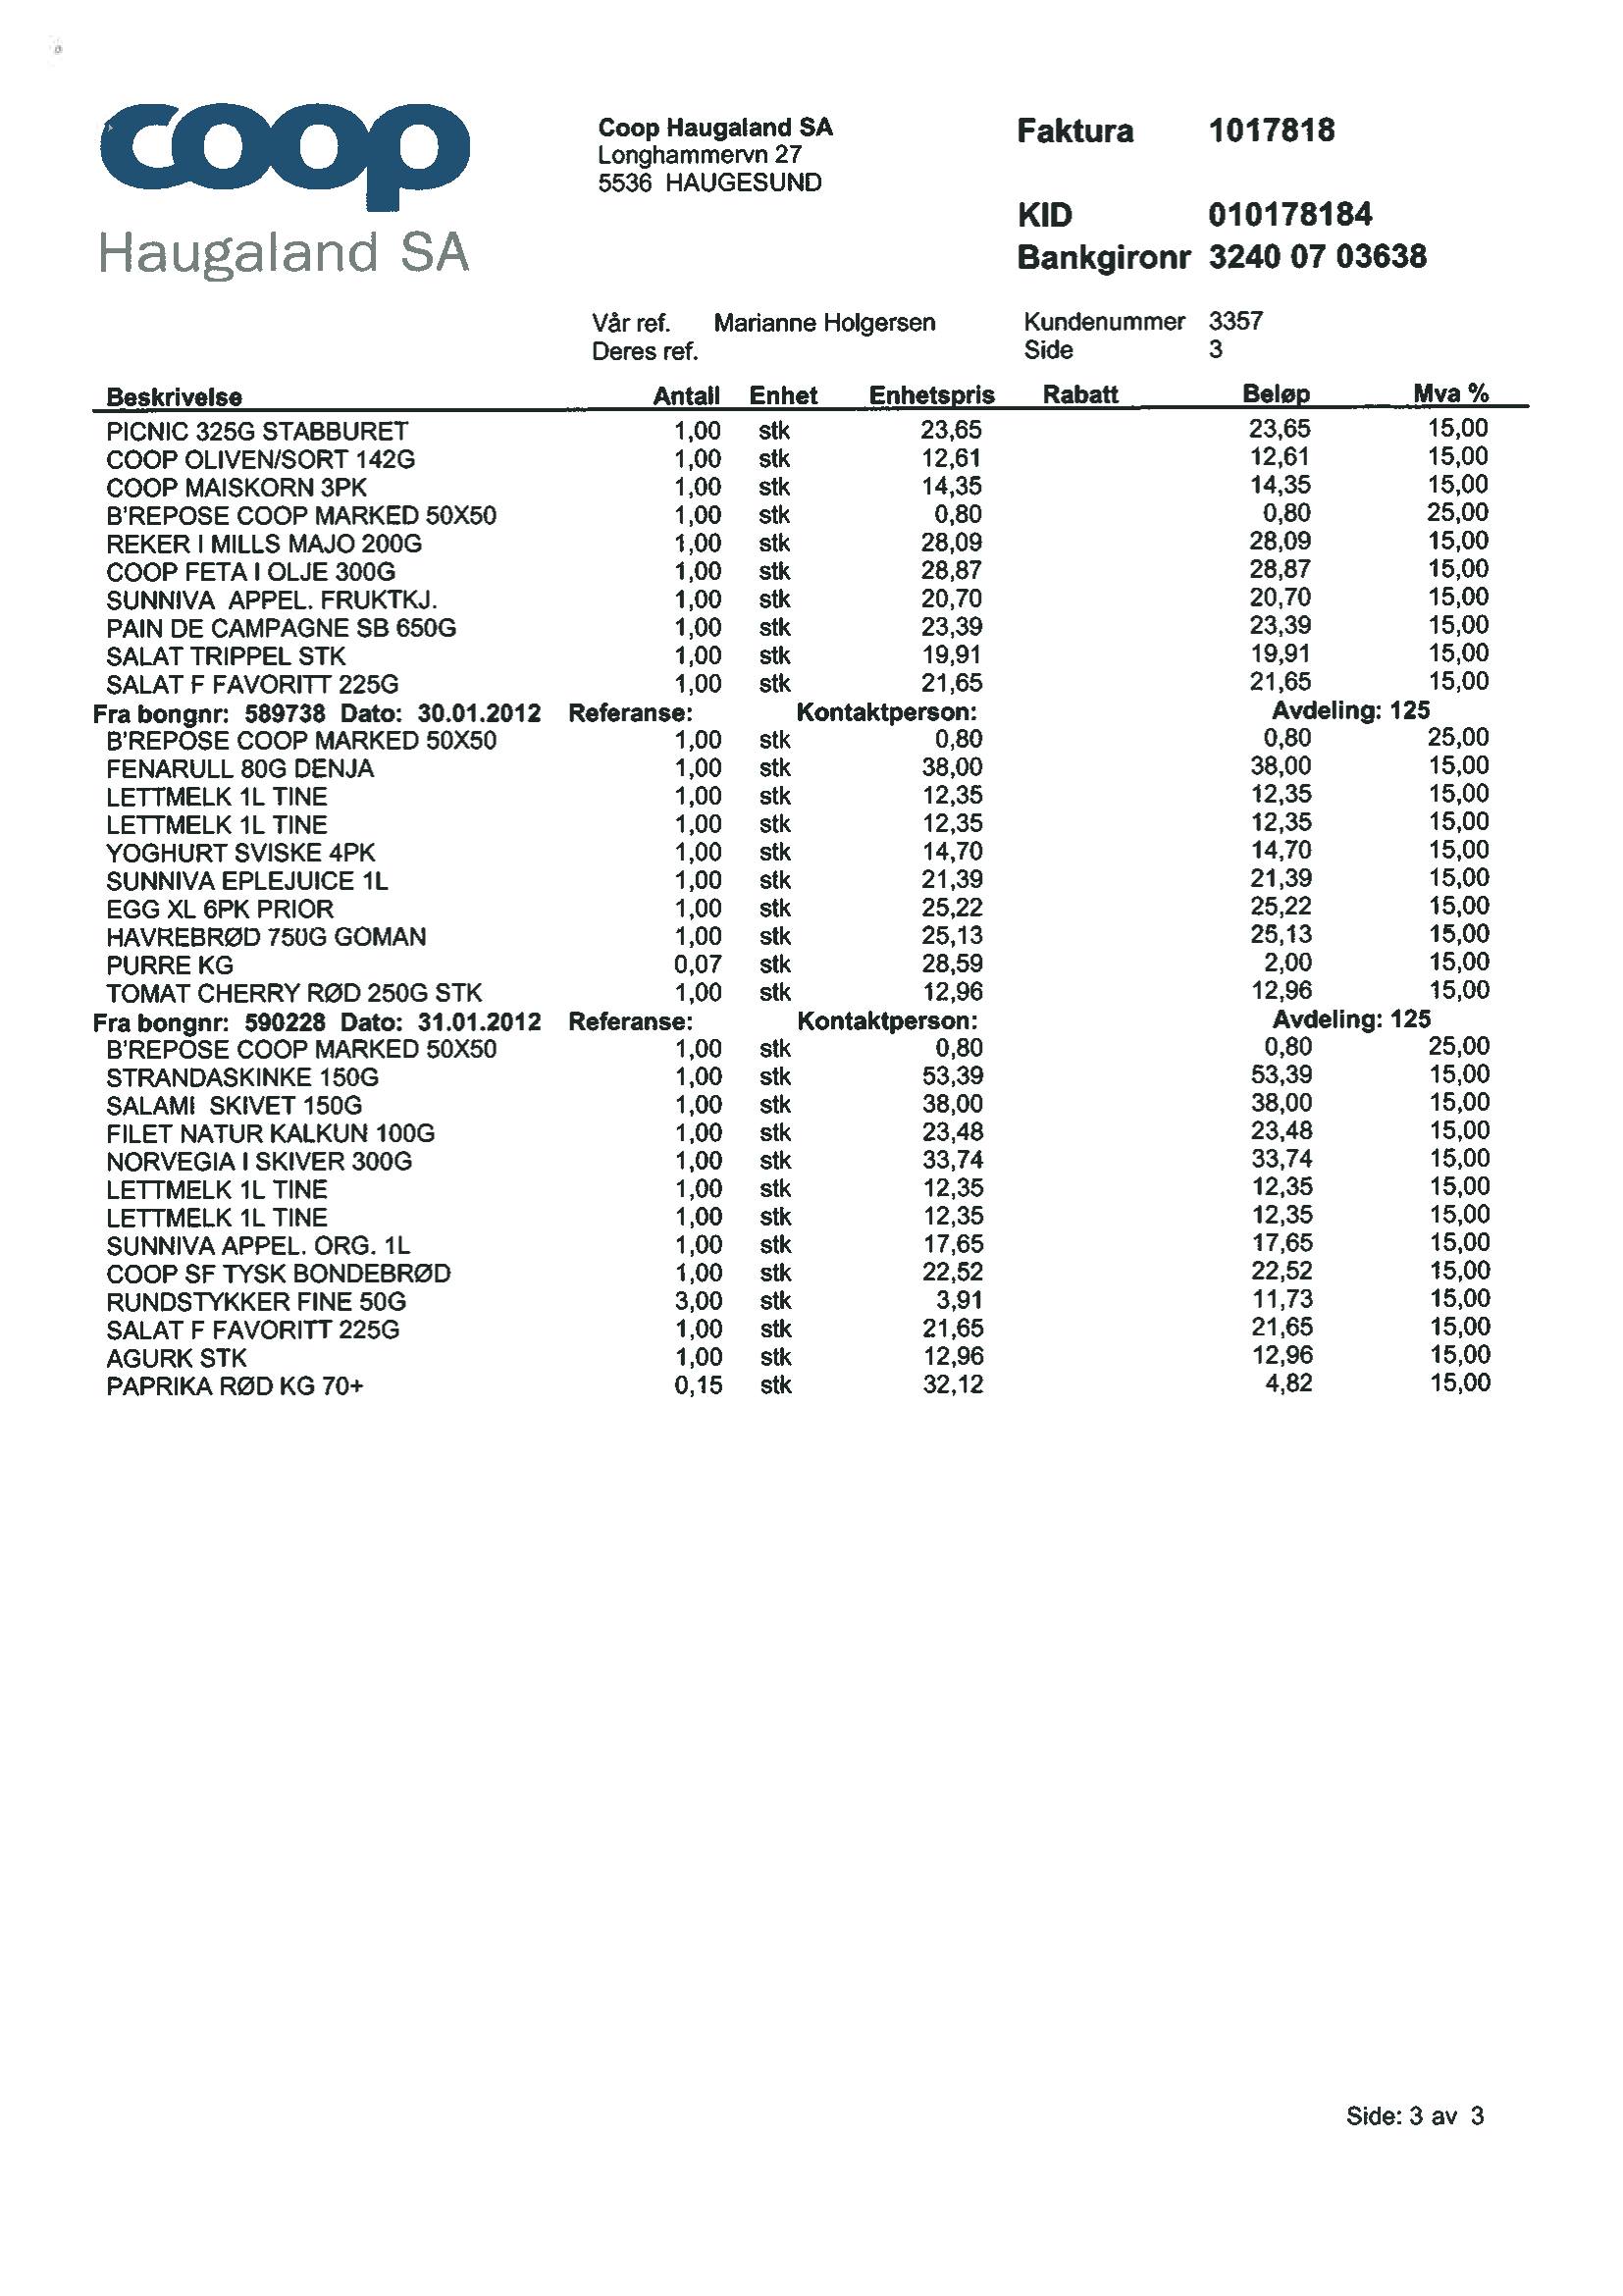 coop
Haugaland SA
Coop Haugaland SA
Longhammervn 27
5536 HAUGESUND
Faktura 1017818
KID 010178184
Bankgironr 3240 07 03638
Vår ref. Marianne Holgersen Kundenummer 3357
Deres ref. Side 3
Beskrivelse Antall Enhet Enhetspris Rabatt Beløp Mva %
PICNIC 325G STABBURET 1,00 stk 23,65 23,65 15,00
COOP OLIVEN/SORT 142G 1,00 stk 12,61 12,61 15,00
COOP MAISKORN 3PK 1,00 stk 14,35 14,35 15,00
B'REPOSE COOP MARKED 50X50 1,00 stk 0,80 0,80 25,00
REKER I MILLS MAJO 200G 1,00 stk 28,09 28,09 15,00
COOP FETA I OLJE 300G 1,00 stk 28,87 28,87 15,00
SUNNIVA APPEL. FRUKTKJ. 1,00 stk 20,70 20,70 15,00
PAIN DE CAMPAGNE SB 650G 1,00 stk 23,39 23,39 15,00
SALAT TRIPPEL STK 1,00 stk 19,91 19,91 15,00
SALAT F FAVORITT 225G 1,00 stk 21,65 21,65 15,00
Fra bongnr: 589738 Dato: 30.01.2012 Referanse: Kontaktperson: Avdeling: 125
B'REPOSE COOP MARKED 50X50 1,00 stk 0,80 0,80 25,00
FENARULL 80G DENJA 1,00 stk 38,00 38,00 15,00
LETTMELK 1L TINE 1,00 stk 12,35 12,35 15,00
LETTMELK 1L TINE 1,00 stk 12,35 12,35 15,00
YOGHURT SVISKE 4PK 1,00 stk 14,70 14,70 15,00
SUNNIVA EPLEJUICE 1L 1,00 stk 21,39 21,39 15,00
EGG XL 6PK PRIOR 1,00 stk 25,22 25,22 15,00
HAVREBRØD 750G GOMAN 1,00 stk 25,13 25,13 15,00
PURRE KG 0,07 stk 28,59 2,00 15,00
TOMAT CHERRY RØD 250G STK 1,00 stk 12,96 12,96 15,00
Fra bongnr: 590228 Dato: 31.01.2012 Referanse: Kontaktperson: Avdeling: 125
B'REPOSE COOP MARKED 50X50 1,00 stk 0,80 0,80 25,00
STRANDASKINKE 150G 1,00 stk 53,39 53,39 15,00
SALAMI SKIVET 150G 1,00 stk 38,00 38,00 15,00
FILET NATUR KALKUN 100G 1,00 stk 23,48 23,48 15,00
NORVEGIA I SKIVER 300G 1,00 stk 33,74 33,74 15,00
LETTMELK 1L TINE 1,00 stk 12,35 12,35 15,00
LETTMELK 1L TINE 1,00 stk 12,35 12,35 15,00
SUNNIVA APPEL. ORG. 1L 1,00 stk 17,65 17,65 15,00
COOP SF TYSK BONDEBRØD 1,00 stk 22,52 22,52 15,00
RUNDSTYKKER FINE 50G 3,00 stk 3,91 11,73 15,00
SALAT F FAVORITT 225G 1,00 stk 21,65 21,65 15,00
AGURK STK 1,00 stk 12,96 12,96 15,00
PAPRIKA RØD KG 70+ 0,15 stk 32,12 4,82 15,00
Side: 3 av 3